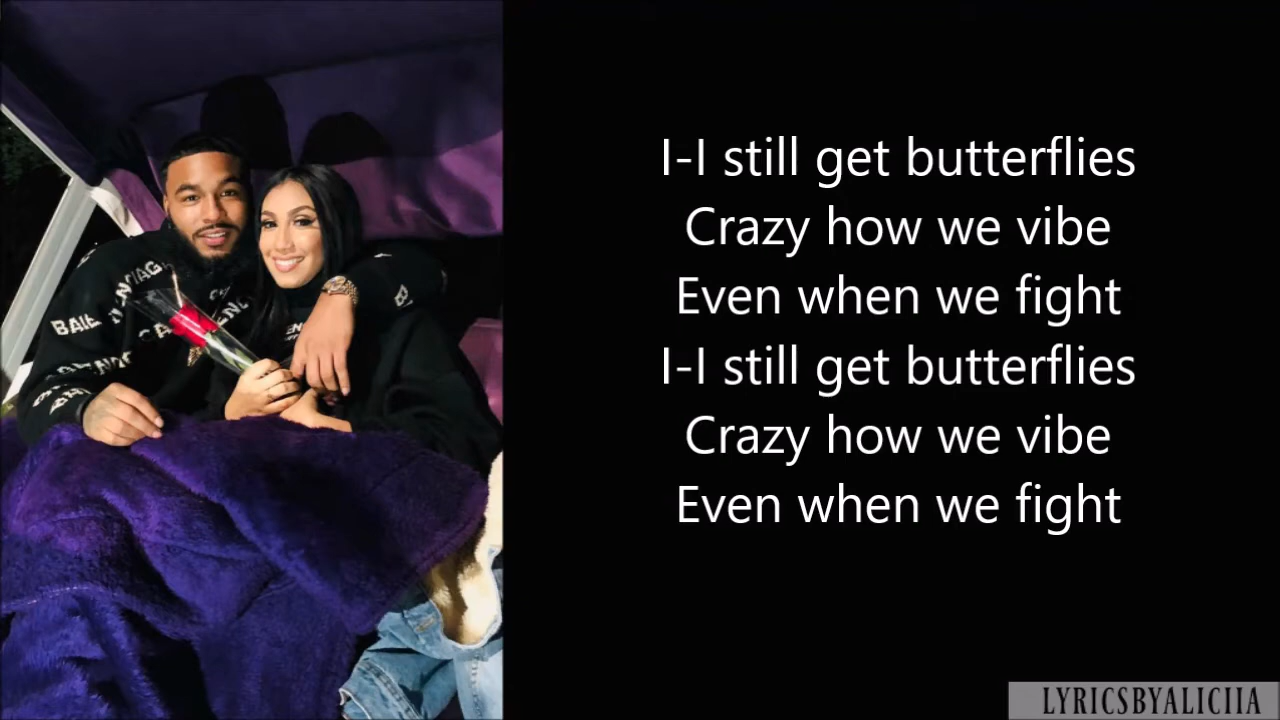 I-I still get butterflies
Crazy how we vibe
Even when we fight
I-I still get butterflies
Crazy how we vibe
Even when we fight
LYRICSBYALICIIA